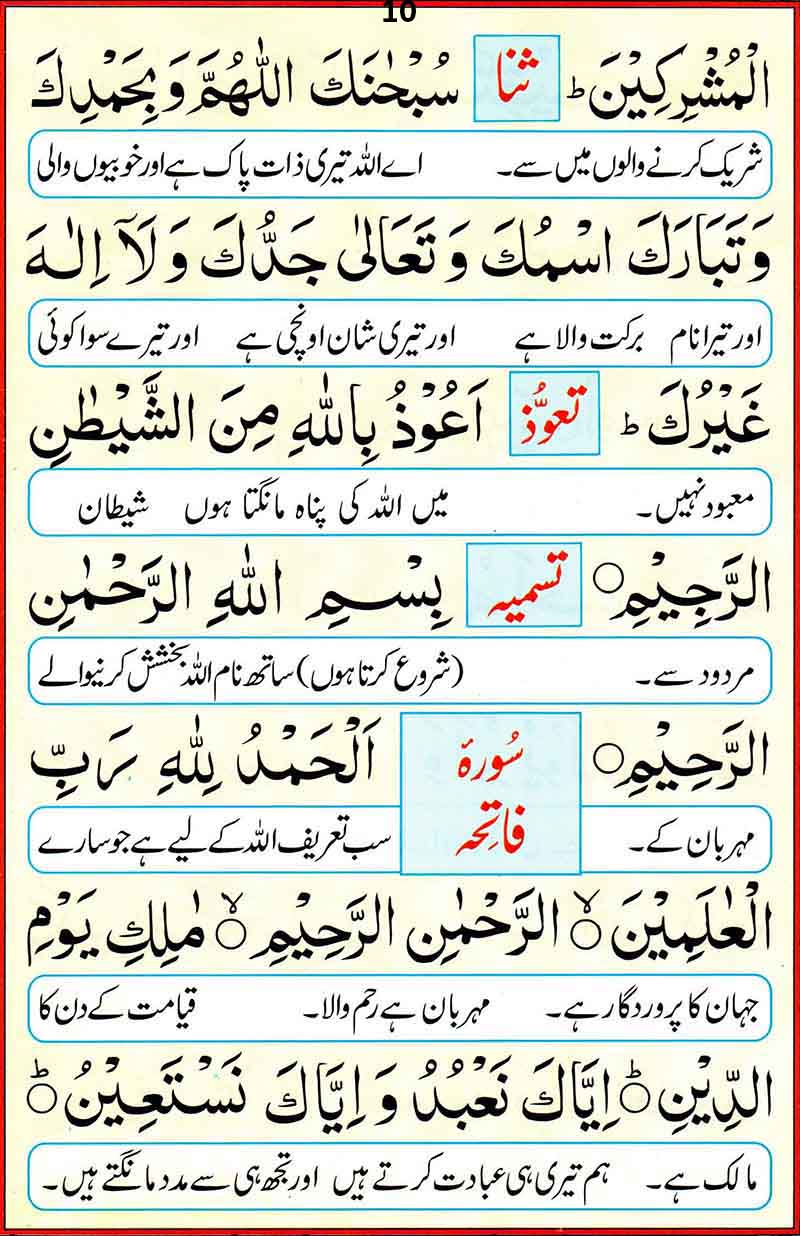 10
الْمُشْرِكِيْنَ ؕ ثنا سُبْحٰنَكَ اللّٰهُمَّ وَ بِحَمْدِكَ
شریک کرنے والوں میں سے۔ اے اللہ تیری ذات پاک ہے اور خوبیوں والی
وَ تَبَارَكَ اسْمُكَ وَ تَعَالٰی جَدُّكَ وَ لَاۤ اِلٰهَ
اور تیرا نام برکت والا ہے اور تیری شان اونچی ہے اور تیرے سوا کوئی
غَيْرُكَ ؕ تعوُّذ اَعُوْذُ بِاللّٰهِ مِنَ الشَّيْطٰنِ
معبود نہیں۔ میں اللہ کی پناہ مانگتا ہوں شیطان
الرَّجِيْمِ ○ تسمیہ بِسْمِ اللّٰهِ الرَّحْمٰنِ
مردود سے۔ (شروع کرتا ہوں) ساتھ نام اللہ بخشش کرنیوالے
الرَّحِيْمِ ○ سُورۂ فاتِحہ اَلْحَمْدُ لِلّٰهِ رَبِّ
مہربان کے۔ سب تعریف اللہ کے لیے ہے جو سارے
الْعٰلَمِيْنَ ○ۙ الرَّحْمٰنِ الرَّحِيْمِ ○ۙ مٰلِكِ يَوْمِ
جہان کا پروردگار ہے۔ مہربان ہے رحم والا۔ قیامت کے دن کا
الدِّيْنِ ○ؕ اِيَّاكَ نَعْبُدُ وَ اِيَّاكَ نَسْتَعِيْنُ ○ؕ
مالک ہے۔ ہم تیری ہی عبادت کرتے ہیں اور تجھ ہی سے مدد مانگتے ہیں۔